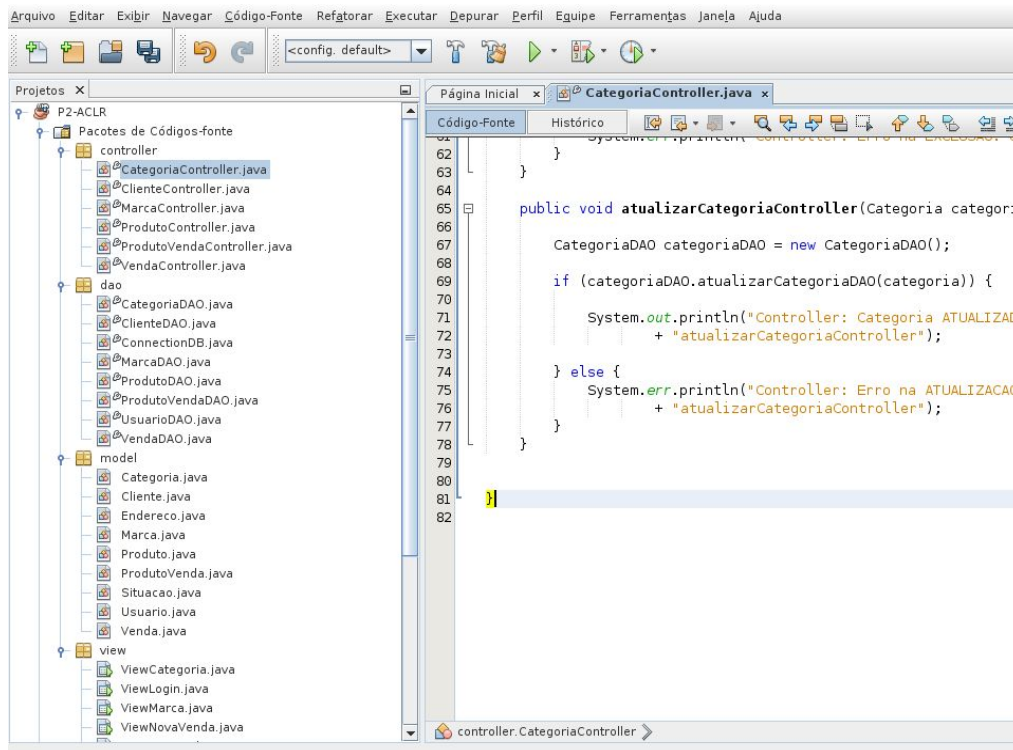 Arquivo Editar Exibir Navegar Código-Fonte Refatorar Executar Depurar Perfil Equipe Ferramentas Janela Ajuda
<config. default>
Projetos
P2-ACLR
Pacotes de Códigos-fonte
controller
CategoriaController.java
ClienteController.java
MarcaController.java
ProdutoController.java
ProdutoVendaController.java
VendaController.java
dao
CategoriaDAO.java
ClienteDAO.java
ConnectionDB.java
MarcaDAO.java
ProdutoDAO.java
ProdutoVendaDAO.java
UsuarioDAO.java
VendaDAO.java
model
Categoria.java
Cliente.java
Endereco.java
Marca.java
Produto.java
ProdutoVenda.java
Situacao.java
Usuario.java
Venda.java
view
ViewCategoria.java
ViewLogin.java
ViewMarca.java
ViewNovaVenda.java
Página Inicial x CategoriaController.java x
Código-Fonte Histórico
62 }
63 }
64
65 public void atualizarCategoriaController(Categoria categori
66
67 CategoriaDAO categoriaDAO = new CategoriaDAO();
68
69 if (categoriaDAO.atualizarCategoriaDAO(categoria)) {
70
71 System.out.println("Controller: Categoria ATUALIZAD
72 + "atualizarCategoriaController");
73
74 } else {
75 System.err.println("Controller: Erro na ATUALIZACAO
76 + "atualizarCategoriaController");
77 }
78 }
79
80
81 }
82
controller.CategoriaController